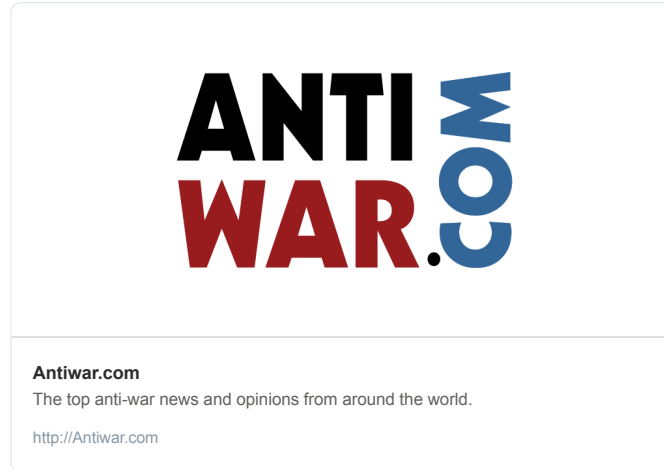 ANTI
WAR.COM
Antiwar.com
The top anti-war news and opinions from around the world.
http://Antiwar.com